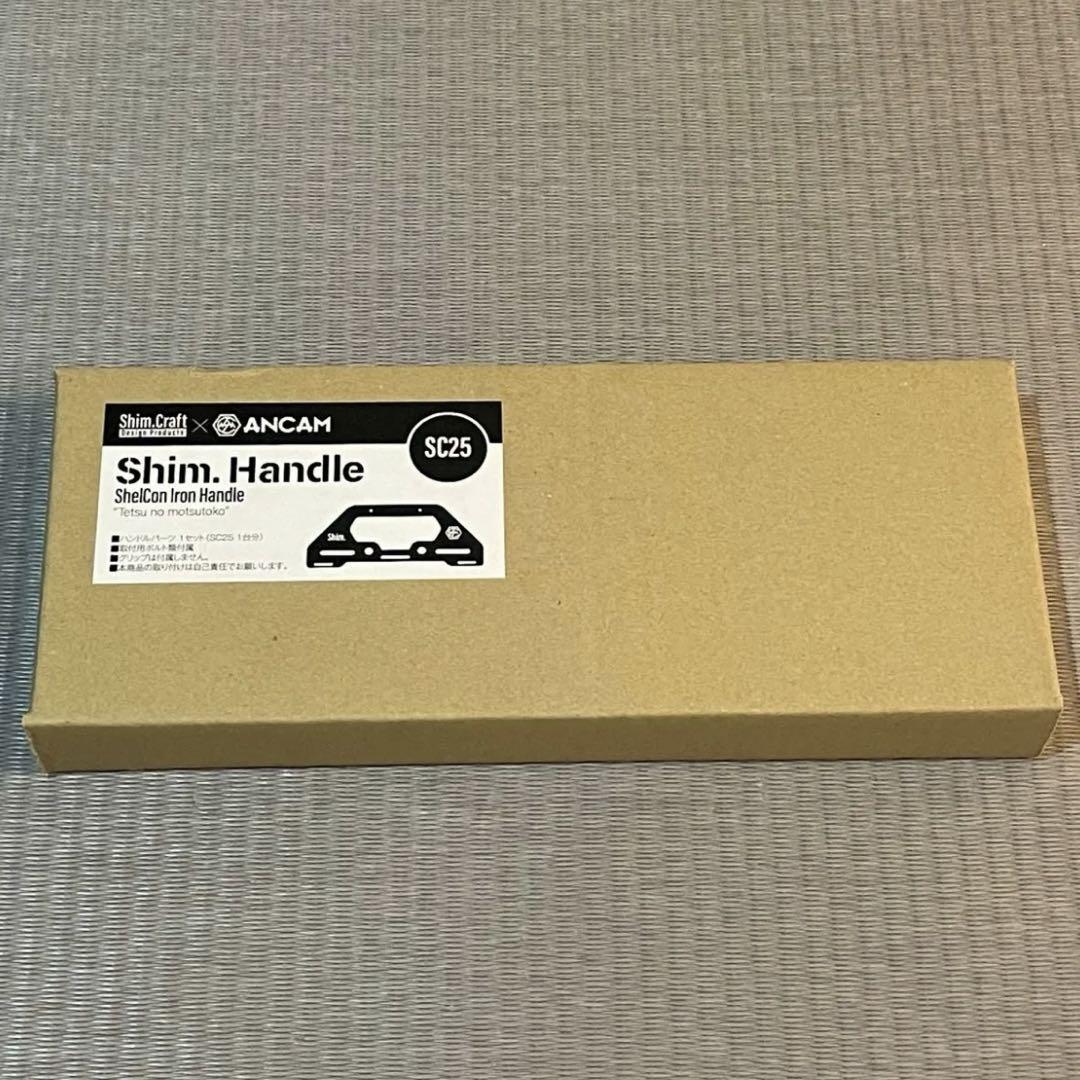 Shim.Craft × ANCAM
Design Products
SC25
Shim. Handle
ShelCon Iron Handle
"Tetsu no motsutoko"
■ハンドルパーツ 1セット(SC25 1台分)
■取付用ボルト類付属
■グリップは付属しません。
■本商品の取り付けは自己責任でお願いします。
Shim.